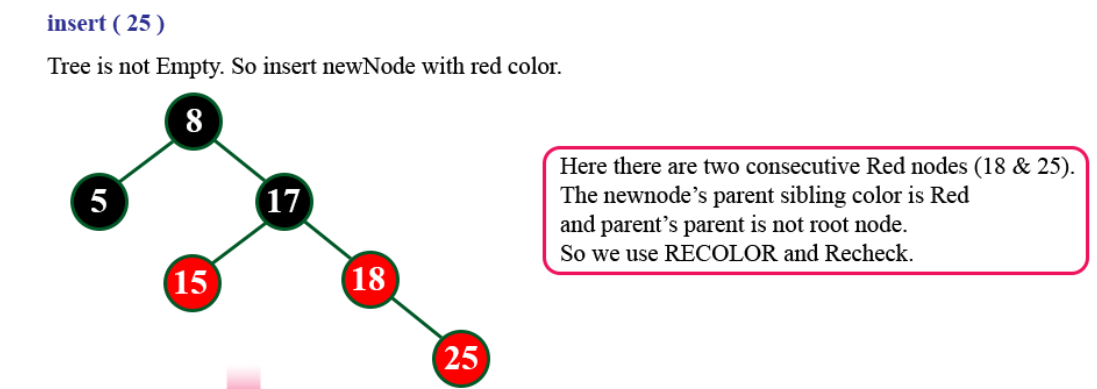 insert ( 25 )
Tree is not Empty. So insert newNode with red color.
8
5
17
15
18
25
Here there are two consecutive Red nodes (18 & 25).
The newnode’s parent sibling color is Red
and parent’s parent is not root node.
So we use RECOLOR and Recheck.